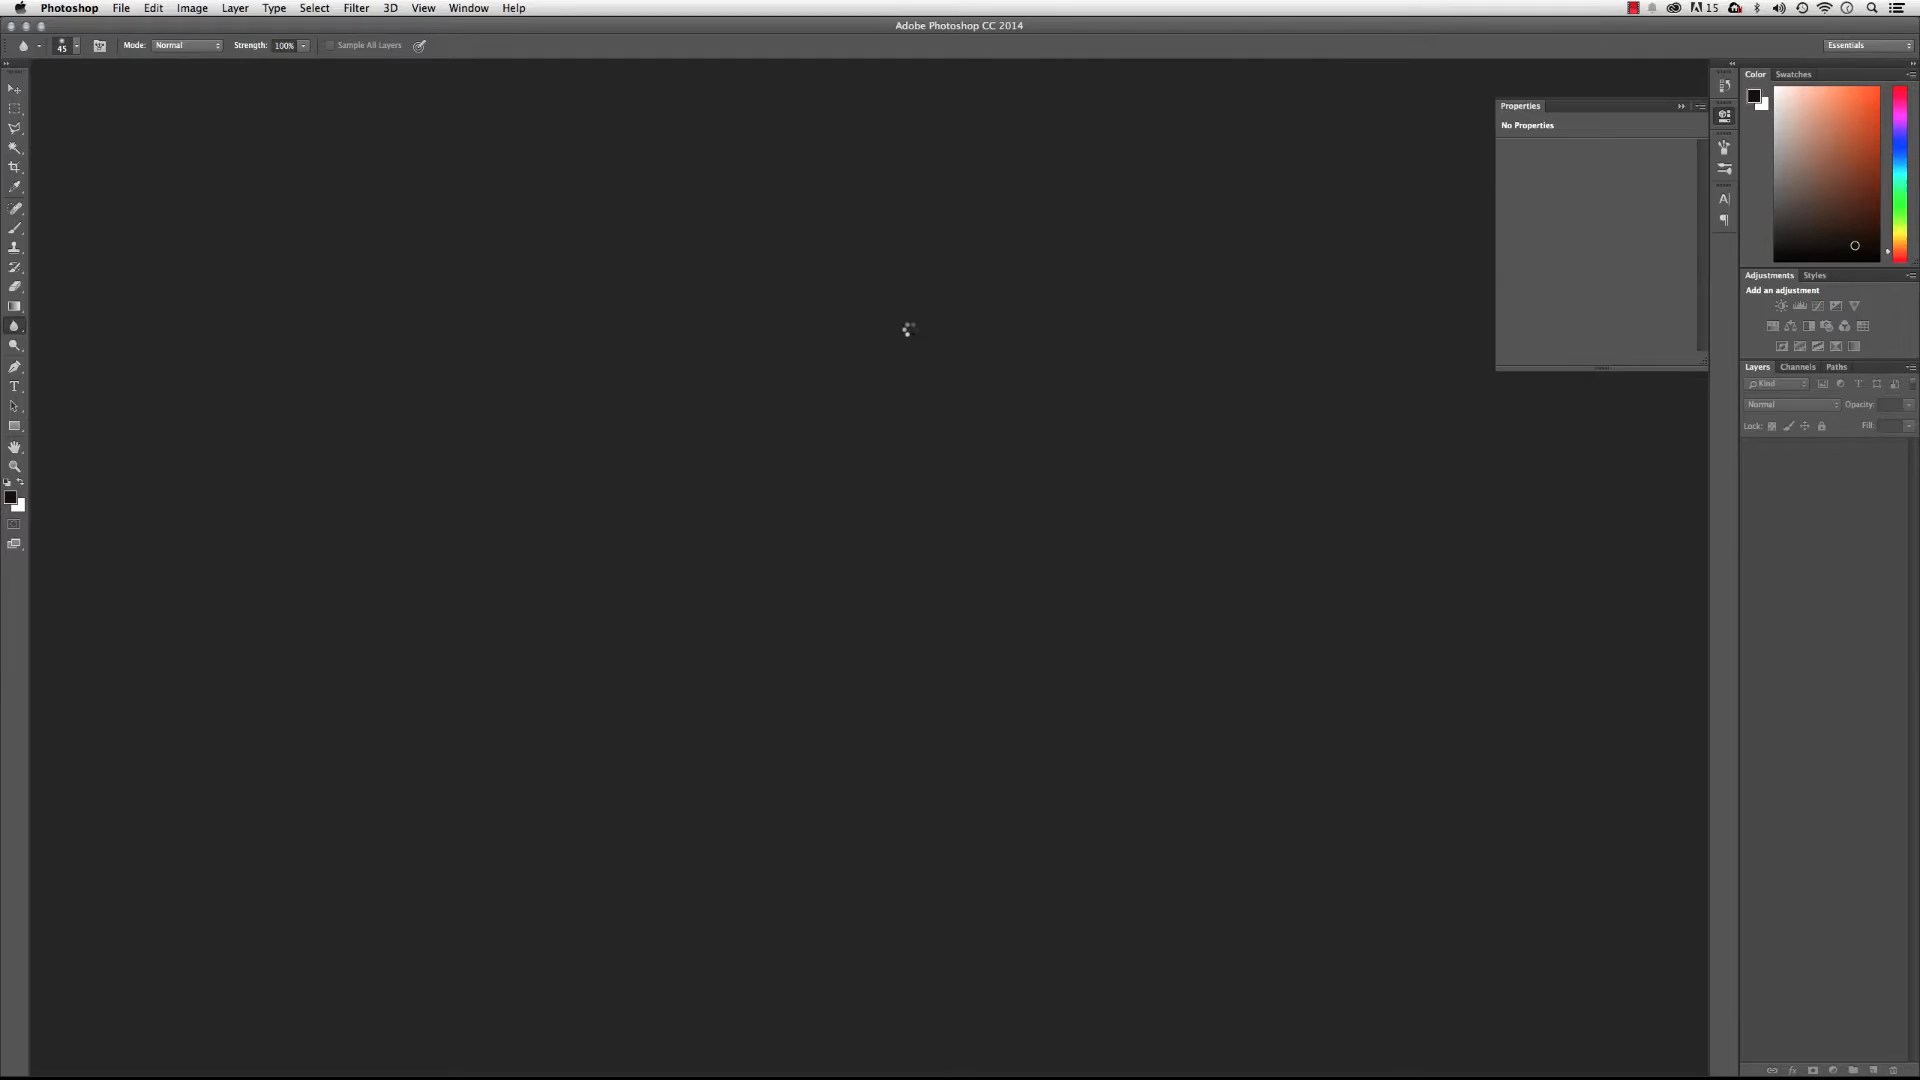 Photoshop File Edit Image Layer Type Select Filter 3D View Window Help 15
Adobe Photoshop CC 2014
45 Mode: Normal Strength: 100% Sample All Layers Essentials
Color Swatches
Properties
No Properties
Adjustments Styles
Add an adjustment
Layers Channels Paths
Kind
Normal Opacity:
Lock: Fill: